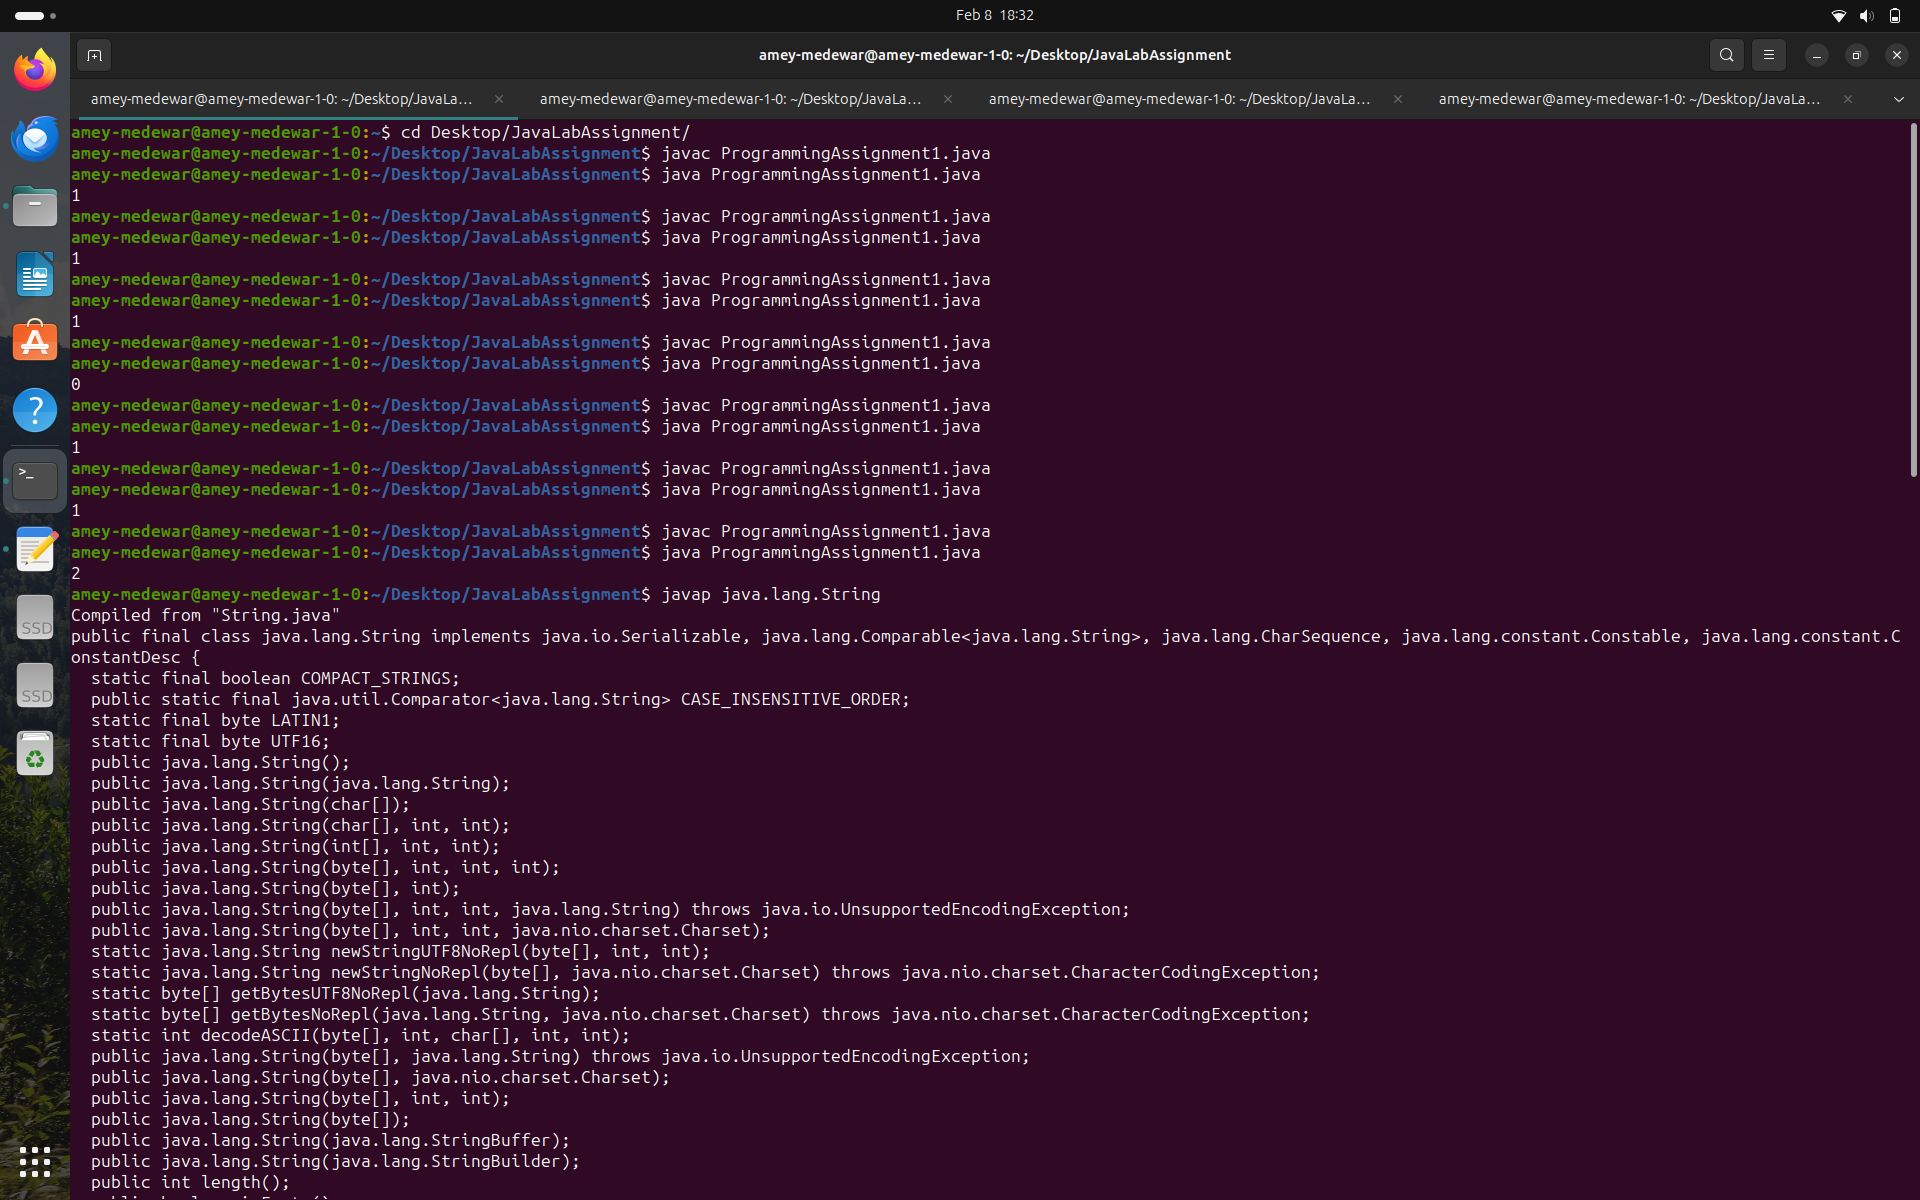 Feb 8 18:32
amey-medewar@amey-medewar-1-0: ~/Desktop/JavaLabAssignment
amey-medewar@amey-medewar-1-0: ~/Desktop/JavaLa...
amey-medewar@amey-medewar-1-0: ~/Desktop/JavaLa...
amey-medewar@amey-medewar-1-0: ~/Desktop/JavaLa...
amey-medewar@amey-medewar-1-0: ~/Desktop/JavaLa...
amey-medewar@amey-medewar-1-0:~$ cd Desktop/JavaLabAssignment/
amey-medewar@amey-medewar-1-0:~/Desktop/JavaLabAssignment$ javac ProgrammingAssignment1.java
amey-medewar@amey-medewar-1-0:~/Desktop/JavaLabAssignment$ java ProgrammingAssignment1.java
1
amey-medewar@amey-medewar-1-0:~/Desktop/JavaLabAssignment$ javac ProgrammingAssignment1.java
amey-medewar@amey-medewar-1-0:~/Desktop/JavaLabAssignment$ java ProgrammingAssignment1.java
1
amey-medewar@amey-medewar-1-0:~/Desktop/JavaLabAssignment$ javac ProgrammingAssignment1.java
amey-medewar@amey-medewar-1-0:~/Desktop/JavaLabAssignment$ java ProgrammingAssignment1.java
1
amey-medewar@amey-medewar-1-0:~/Desktop/JavaLabAssignment$ javac ProgrammingAssignment1.java
amey-medewar@amey-medewar-1-0:~/Desktop/JavaLabAssignment$ java ProgrammingAssignment1.java
0
amey-medewar@amey-medewar-1-0:~/Desktop/JavaLabAssignment$ javac ProgrammingAssignment1.java
amey-medewar@amey-medewar-1-0:~/Desktop/JavaLabAssignment$ java ProgrammingAssignment1.java
1
amey-medewar@amey-medewar-1-0:~/Desktop/JavaLabAssignment$ javac ProgrammingAssignment1.java
amey-medewar@amey-medewar-1-0:~/Desktop/JavaLabAssignment$ java ProgrammingAssignment1.java
1
amey-medewar@amey-medewar-1-0:~/Desktop/JavaLabAssignment$ javac ProgrammingAssignment1.java
amey-medewar@amey-medewar-1-0:~/Desktop/JavaLabAssignment$ java ProgrammingAssignment1.java
2
amey-medewar@amey-medewar-1-0:~/Desktop/JavaLabAssignment$ javap java.lang.String
Compiled from "String.java"
public final class java.lang.String implements java.io.Serializable, java.lang.Comparable<java.lang.String>, java.lang.CharSequence, java.lang.constant.Constable, java.lang.constant.C
onstantDesc {
  static final boolean COMPACT_STRINGS;
  public static final java.util.Comparator<java.lang.String> CASE_INSENSITIVE_ORDER;
  static final byte LATIN1;
  static final byte UTF16;
  public java.lang.String();
  public java.lang.String(java.lang.String);
  public java.lang.String(char[]);
  public java.lang.String(char[], int, int);
  public java.lang.String(int[], int, int);
  public java.lang.String(byte[], int, int, int);
  public java.lang.String(byte[], int);
  public java.lang.String(byte[], int, int, java.lang.String) throws java.io.UnsupportedEncodingException;
  public java.lang.String(byte[], int, int, java.nio.charset.Charset);
  static java.lang.String newStringUTF8NoRepl(byte[], int, int);
  static java.lang.String newStringNoRepl(byte[], java.nio.charset.Charset) throws java.nio.charset.CharacterCodingException;
  static byte[] getBytesUTF8NoRepl(java.lang.String);
  static byte[] getBytesNoRepl(java.lang.String, java.nio.charset.Charset) throws java.nio.charset.CharacterCodingException;
  static int decodeASCII(byte[], int, char[], int, int);
  public java.lang.String(byte[], java.lang.String) throws java.io.UnsupportedEncodingException;
  public java.lang.String(byte[], java.nio.charset.Charset);
  public java.lang.String(byte[], int, int);
  public java.lang.String(byte[]);
  public java.lang.String(java.lang.StringBuffer);
  public java.lang.String(java.lang.StringBuilder);
  public int length();
SSD
SSD